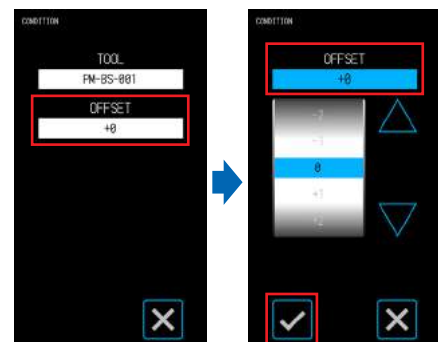 CONDITION
TOOL
PM-BS-001
OFFSET
+0
CONDITION
OFFSET
+0
-2
-1
0
+1
+2